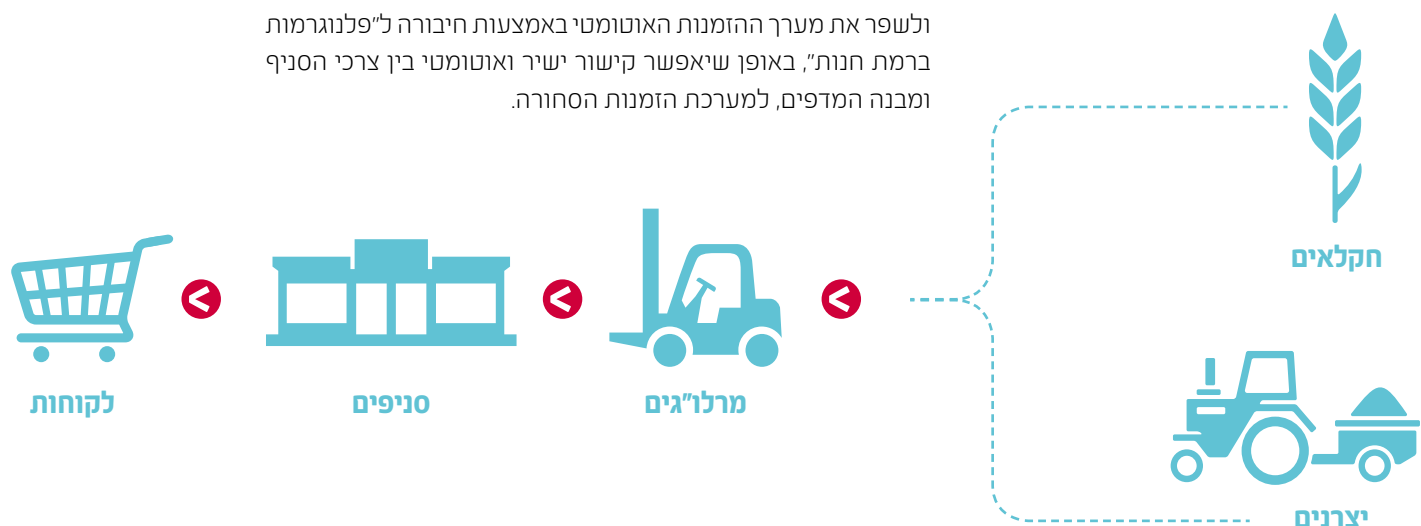 ולשפר את מערך ההזמנות האוטומטי באמצעות חיבורה ל"פלנוגרמות
ברמת חנות", באופן שיאפשר קישור ישיר ואוטומטי בין צרכי הסניף
ומבנה המדפים, למערכת הזמנות הסחורה.
חקלאים
יצרנים
מרלו"גים
סניפים
לקוחות